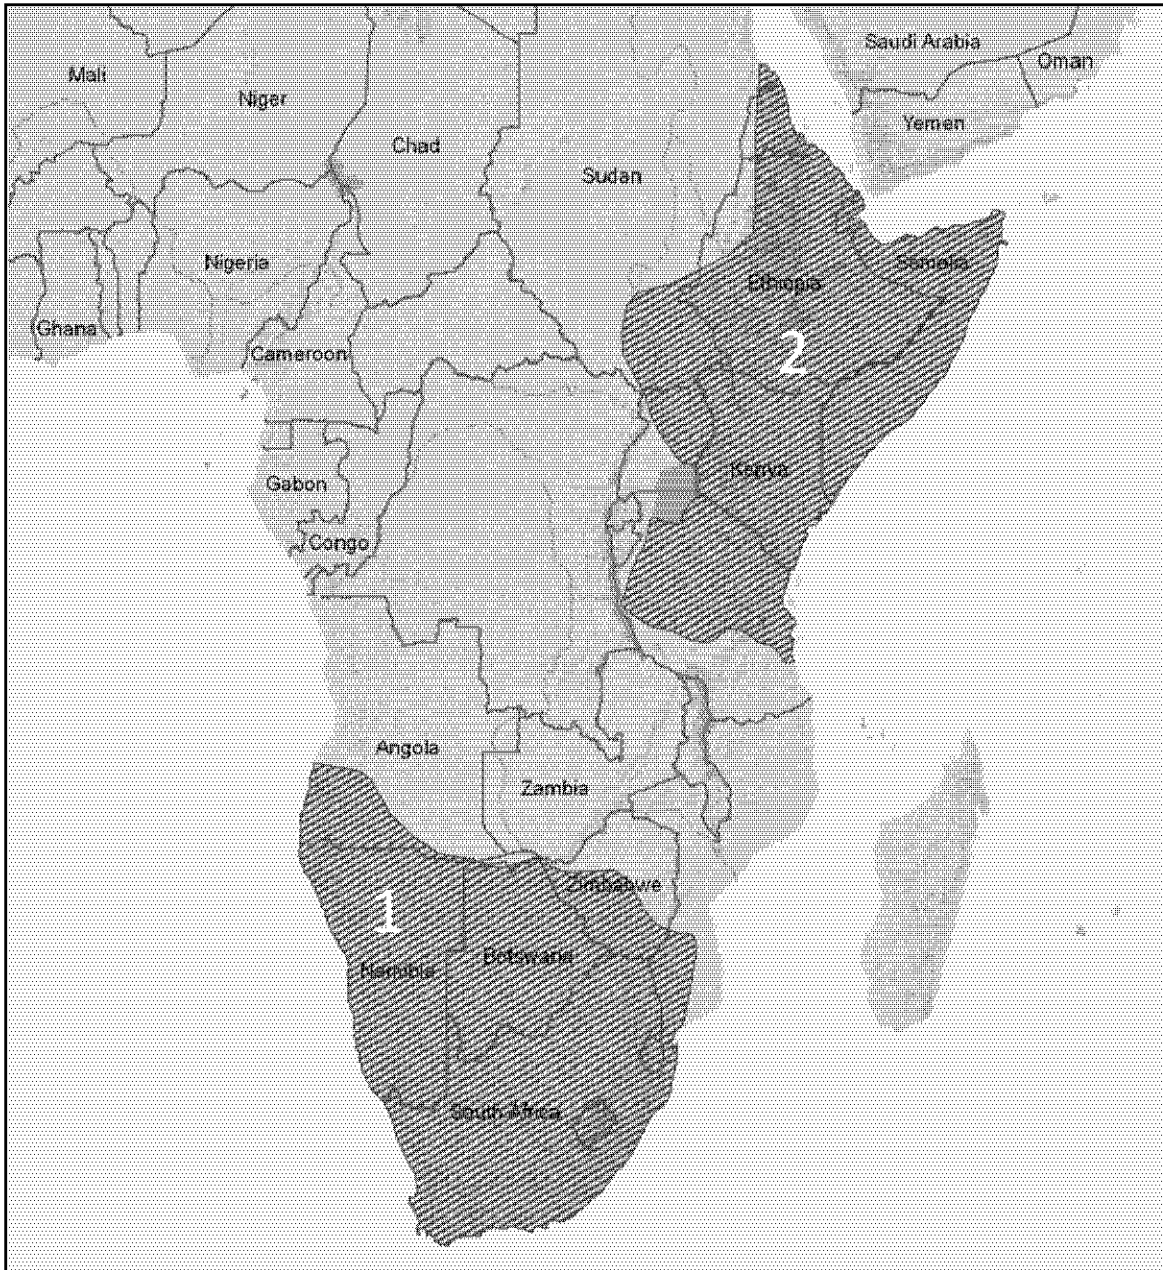 Saudi Arabia
Oman
Mali
Niger
Yemen
Chad
Sudan
Nigeria
Somalia
Ethiopia
Ghana
Cameroon
2
Kenya
Gabon
Congo
Angola
Zambia
Zimbabwe
1
Botswana
Namibia
South Africa